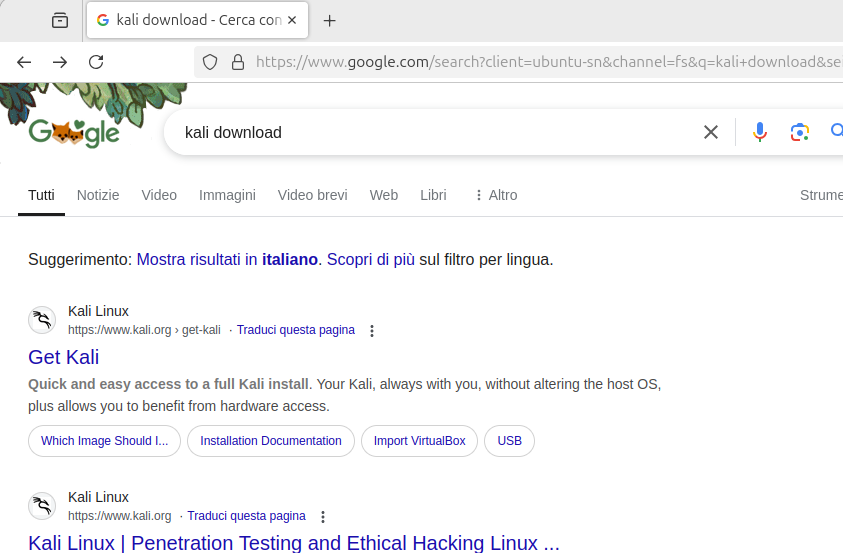 kali download - Cerca con
https://www.google.com/search?client=ubuntu-sn&channel=fs&q=kali+download&se
Google
kali download
Tutti Notizie Video Immagini Video brevi Web Libri Altro Strume
Suggerimento: Mostra risultati in italiano. Scopri di più sul filtro per lingua.
Kali Linux
https://www.kali.org › get-kali · Traduci questa pagina
Get Kali
Quick and easy access to a full Kali install. Your Kali, always with you, without altering the host OS,
plus allows you to benefit from hardware access.
Which Image Should I... Installation Documentation Import VirtualBox USB
Kali Linux
https://www.kali.org · Traduci questa pagina
Kali Linux | Penetration Testing and Ethical Hacking Linux ...